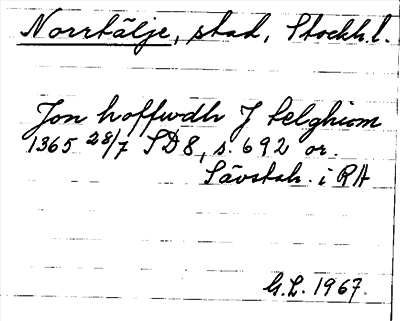 Norrtälje, stad, Stockh.l.
Jon hoffwdh J telghiom
1365 28/7 SD8, s. 692 or.
Sävstah. i RA
G.L. 1967.